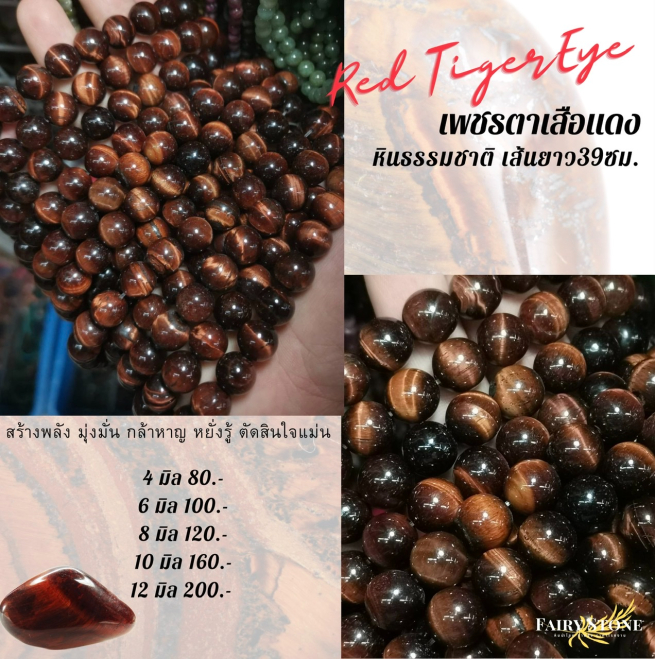 Red TigerEye
เพชรตาเสือแดง
หินธรรมชาติ เส้นยาว39ซม.
สร้างพลัง มุ่งมั่น กล้าหาญ หยั่งรู้ ตัดสินใจแม่น
4 มิล 80.-
6 มิล 100.-
8 มิล 120.-
10 มิล 160.-
12 มิล 200.-
FAIRY STONE